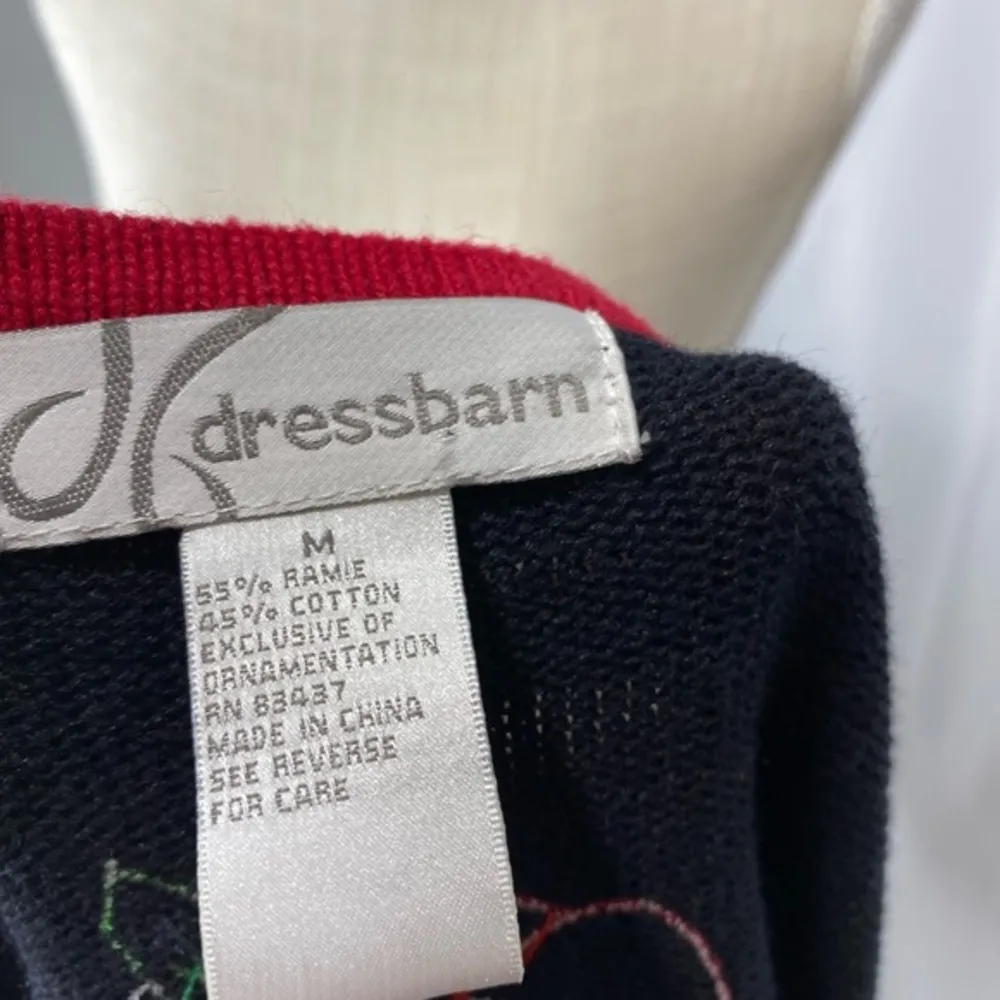 dressbarn
M
55% RAMIE
45% COTTON
EXCLUSIVE OF
ORNAMENTATION
RN 83437
MADE IN CHINA
SEE REVERSE
FOR CARE